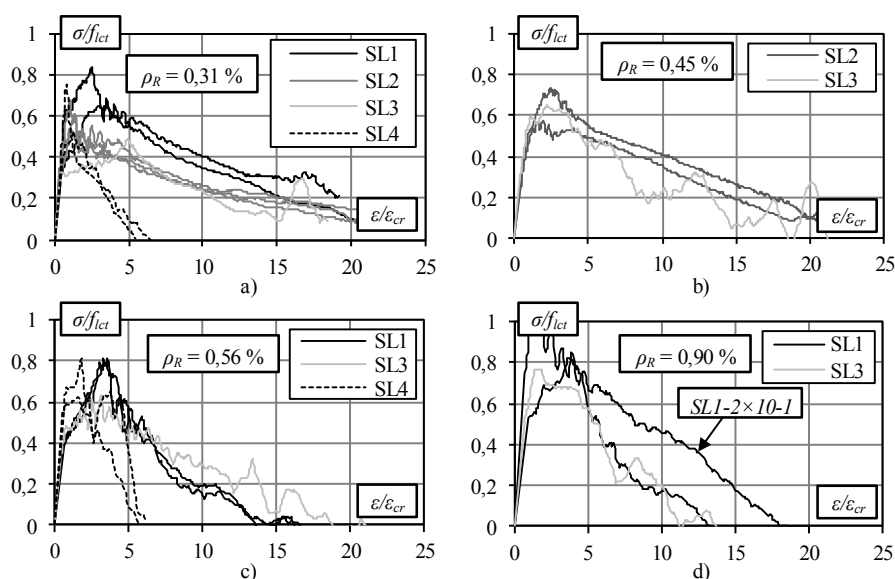 σ/f_lct
ρ_R = 0,31 %
SL1
SL2
SL3
SL4
1
0,8
0,6
0,4
0,2
0
ε/ε_cr
0 5 10 15 20 25
a)
σ/f_lct
ρ_R = 0,45 %
SL2
SL3
1
0,8
0,6
0,4
0,2
0
ε/ε_cr
0 5 10 15 20 25
b)
σ/f_lct
ρ_R = 0,56 %
SL1
SL3
SL4
1
0,8
0,6
0,4
0,2
0
ε/ε_cr
0 5 10 15 20 25
c)
σ/f_lct
ρ_R = 0,90 %
SL1
SL3
SL1-2×10-1
1
0,8
0,6
0,4
0,2
0
ε/ε_cr
0 5 10 15 20 25
d)